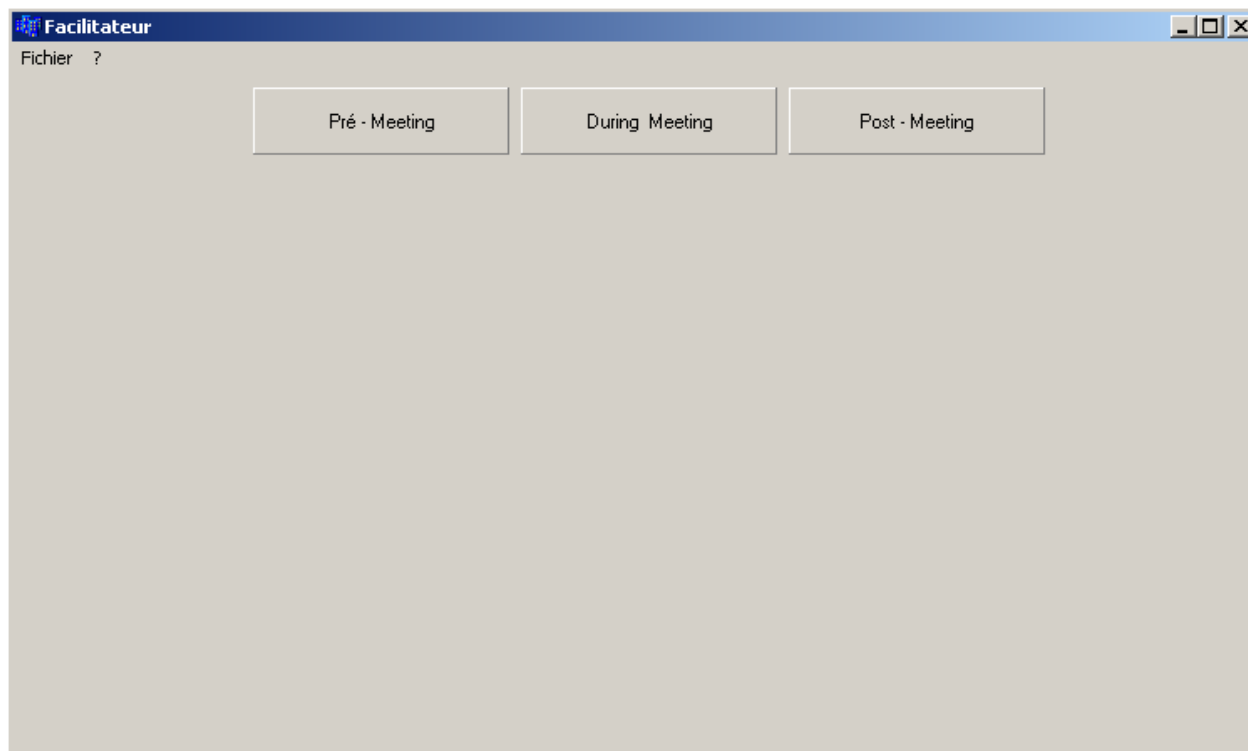 Facilitateur
Fichier ?
Pré - Meeting During Meeting Post - Meeting